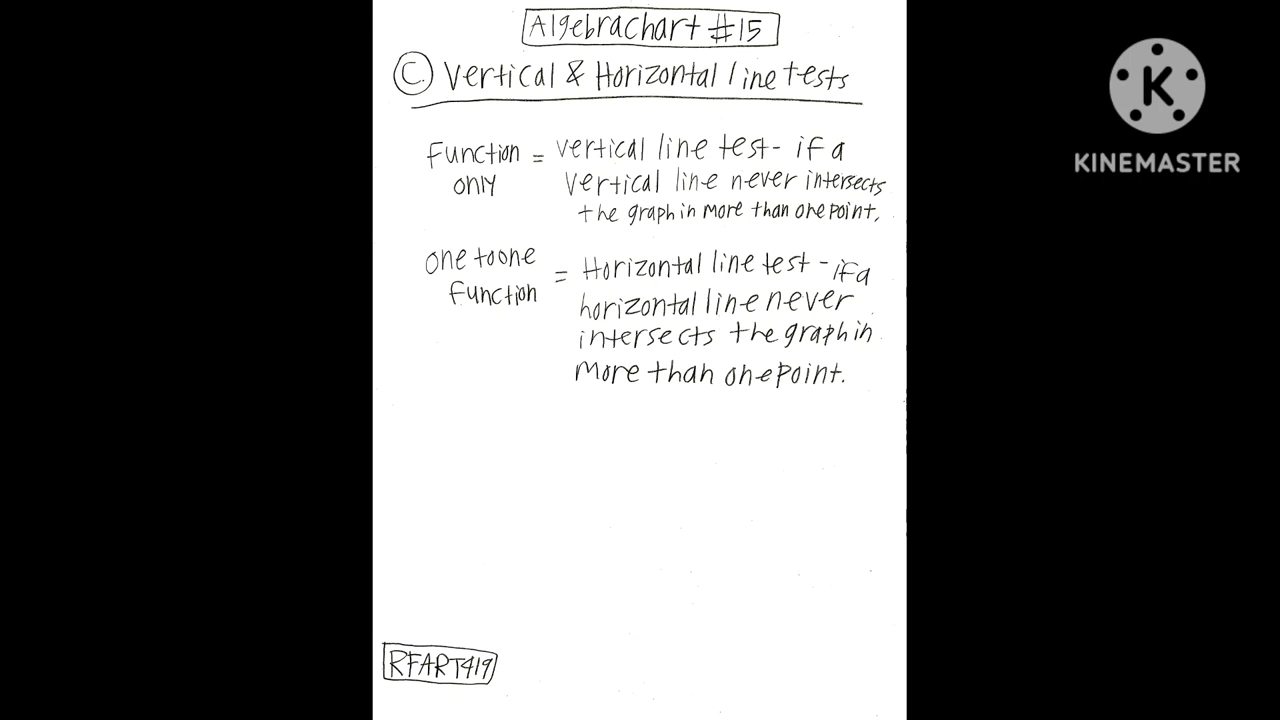 Algebrachart #15
C Vertical & Horizontal line tests
Function = vertical line test - if a
only vertical line never intersects
the graph in more than one point.
one to one = Horizontal line test - if a
function horizontal line never
intersects the graph in
more than one point.
RFART419
K
KINEMASTER